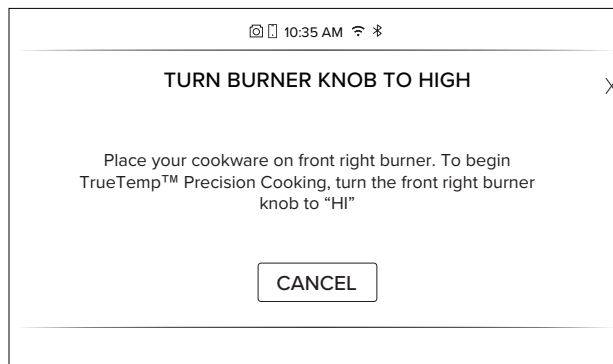 10:35 AM
TURN BURNER KNOB TO HIGH
Place your cookware on front right burner. To begin
TrueTemp™ Precision Cooking, turn the front right burner
knob to “HI”
CANCEL